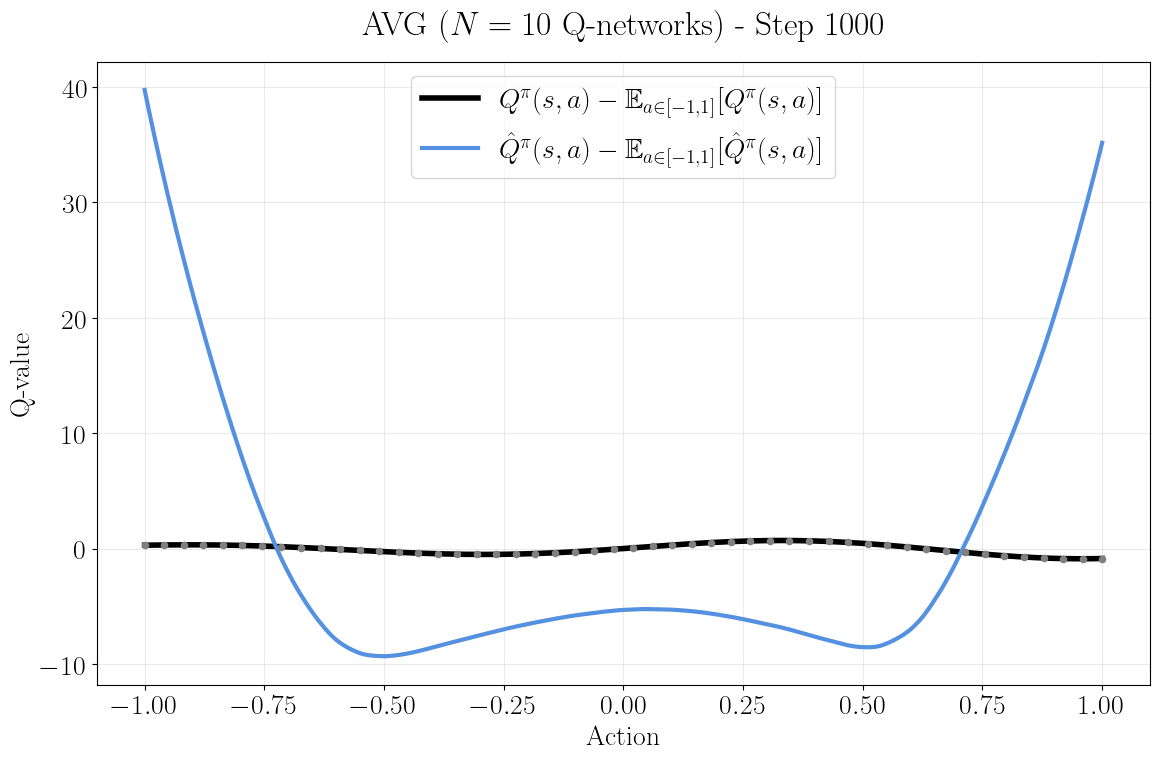 AVG (N = 10 Q-networks) - Step 1000
Q^π(s, a) − 𝔼_{a∈[−1,1]}[Q^π(s, a)]
Q̂^π(s, a) − 𝔼_{a∈[−1,1]}[Q̂^π(s, a)]
Q-value
40
30
20
10
0
−10
−1.00 −0.75 −0.50 −0.25 0.00 0.25 0.50 0.75 1.00
Action